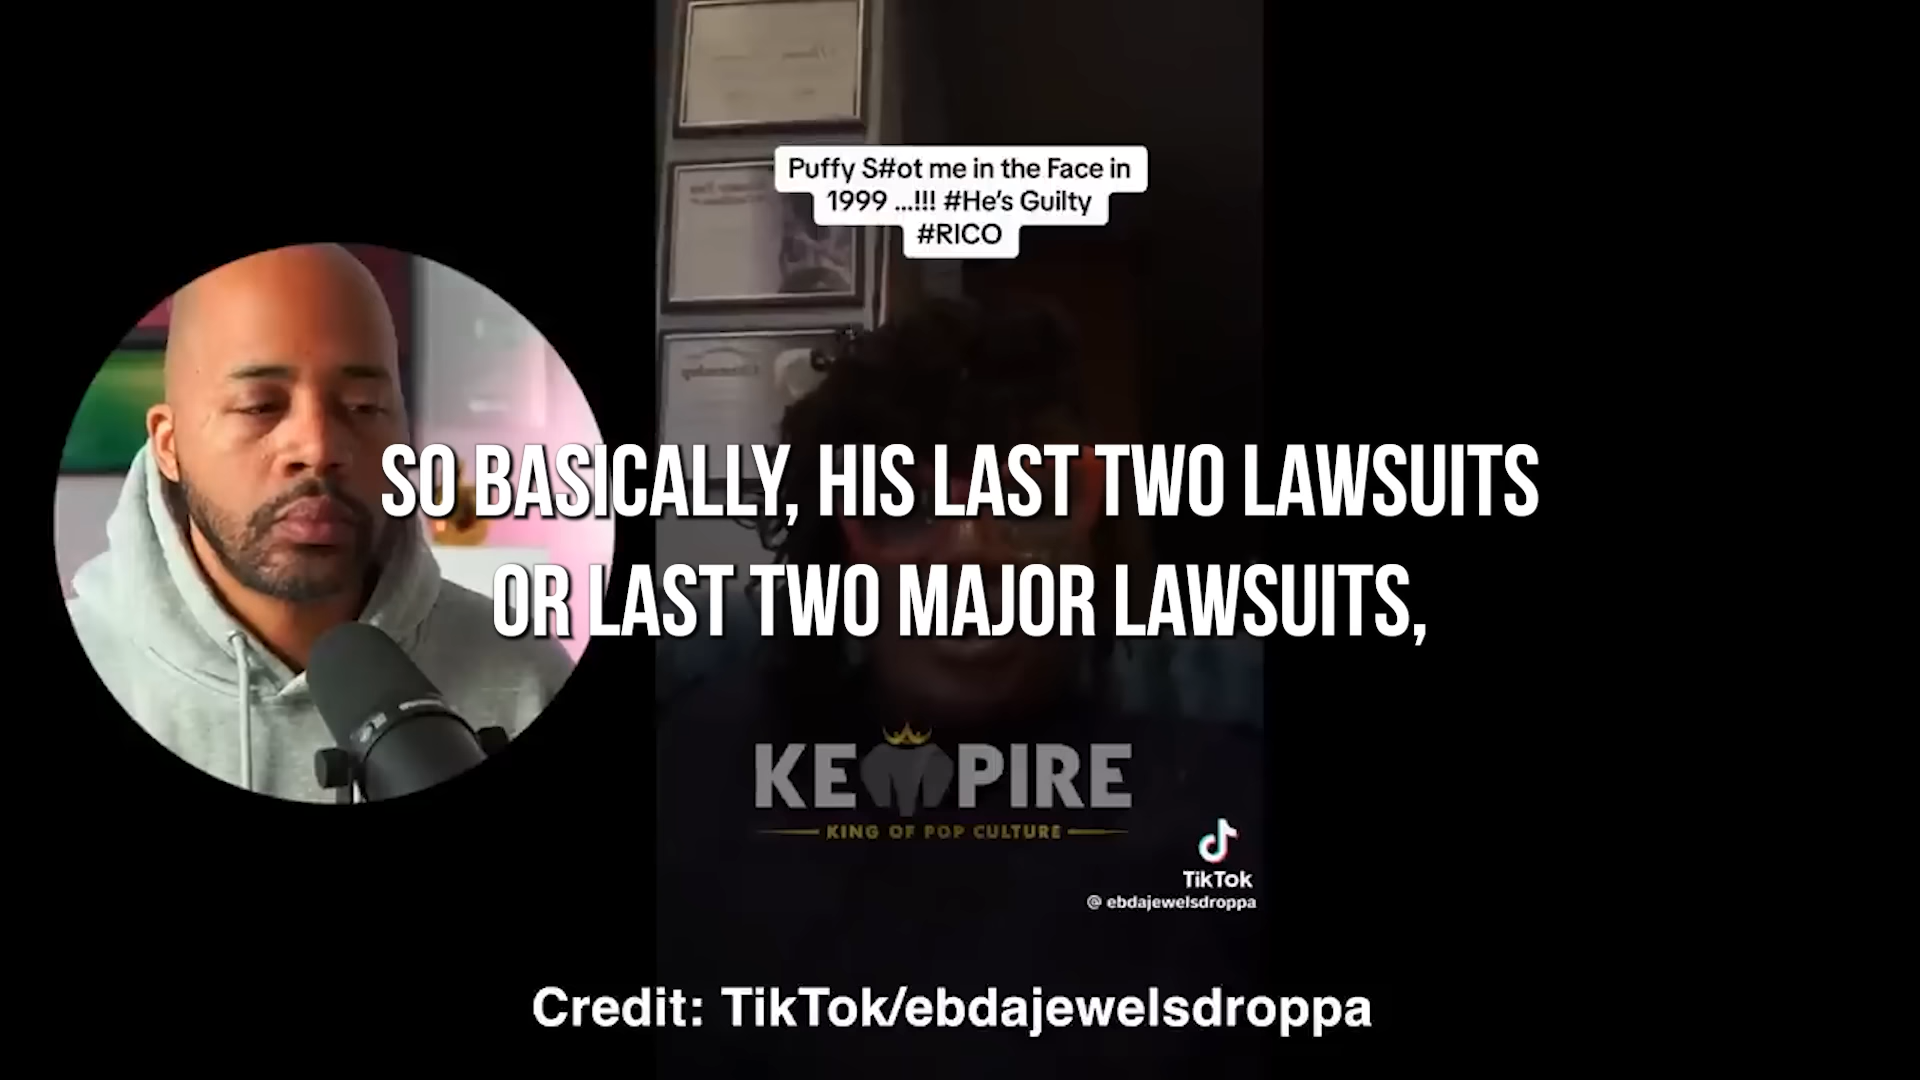 Puffy S#ot me in the Face in
1999 ...!!! #He's Guilty
#RICO
SO BASICALLY, HIS LAST TWO LAWSUITS
OR LAST TWO MAJOR LAWSUITS,
KEMPIRE
KING OF POP CULTURE
TikTok
@ ebdajewelsdroppa
Credit: TikTok/ebdajewelsdroppa